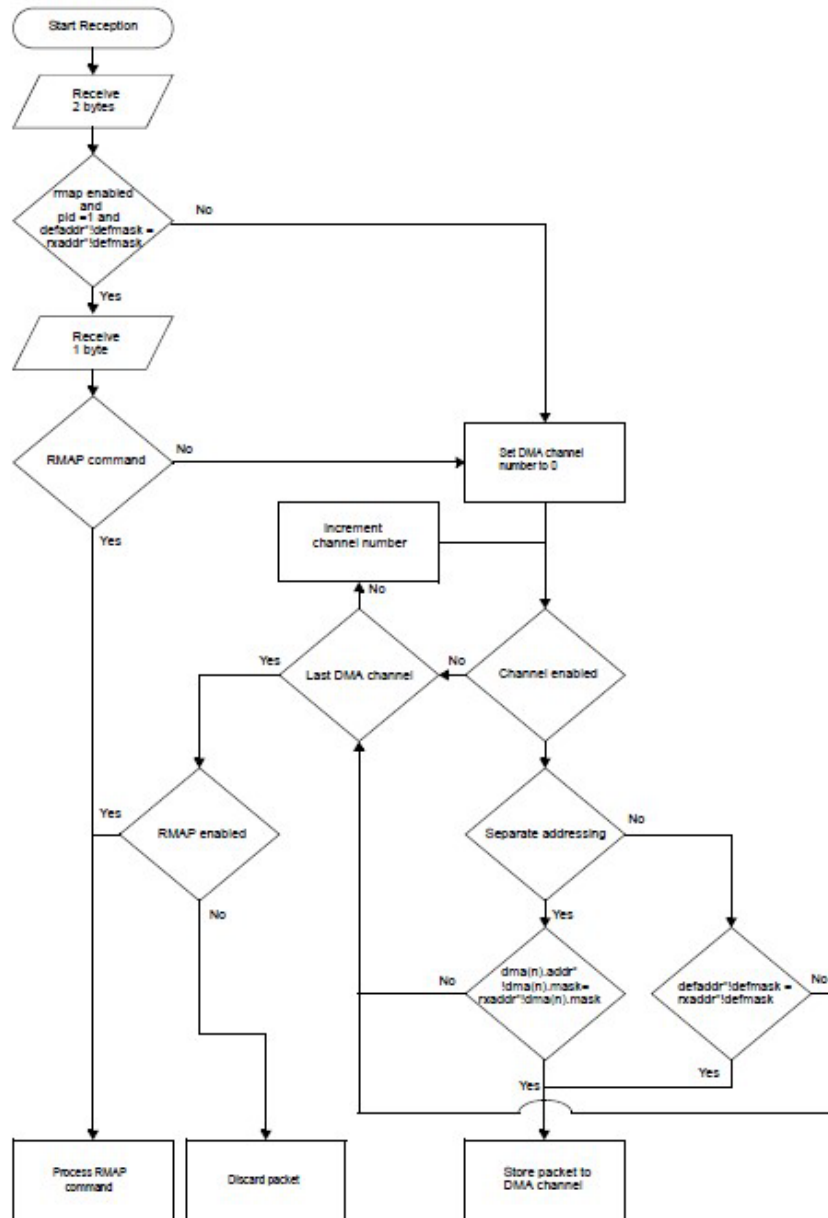 Start Reception
Receive
2 bytes
rmap enabled
and
pid =1 and
defaddr*!defmask =
rxaddr*!defmask
No
Yes
Receive
1 byte
RMAP command
No
Set DMA channel
number to 0
Yes
Increment
channel number
No
Yes
Last DMA channel
No
Channel enabled
Yes
RMAP enabled
Separate addressing
No
No
Yes
No
dma(n).addr*
!dma(n).mask=
rxaddr*!dma(n).mask
defaddr*!defmask =
rxaddr*!defmask
No
Yes
Yes
Process RMAP
command
Discard packet
Store packet to
DMA channel